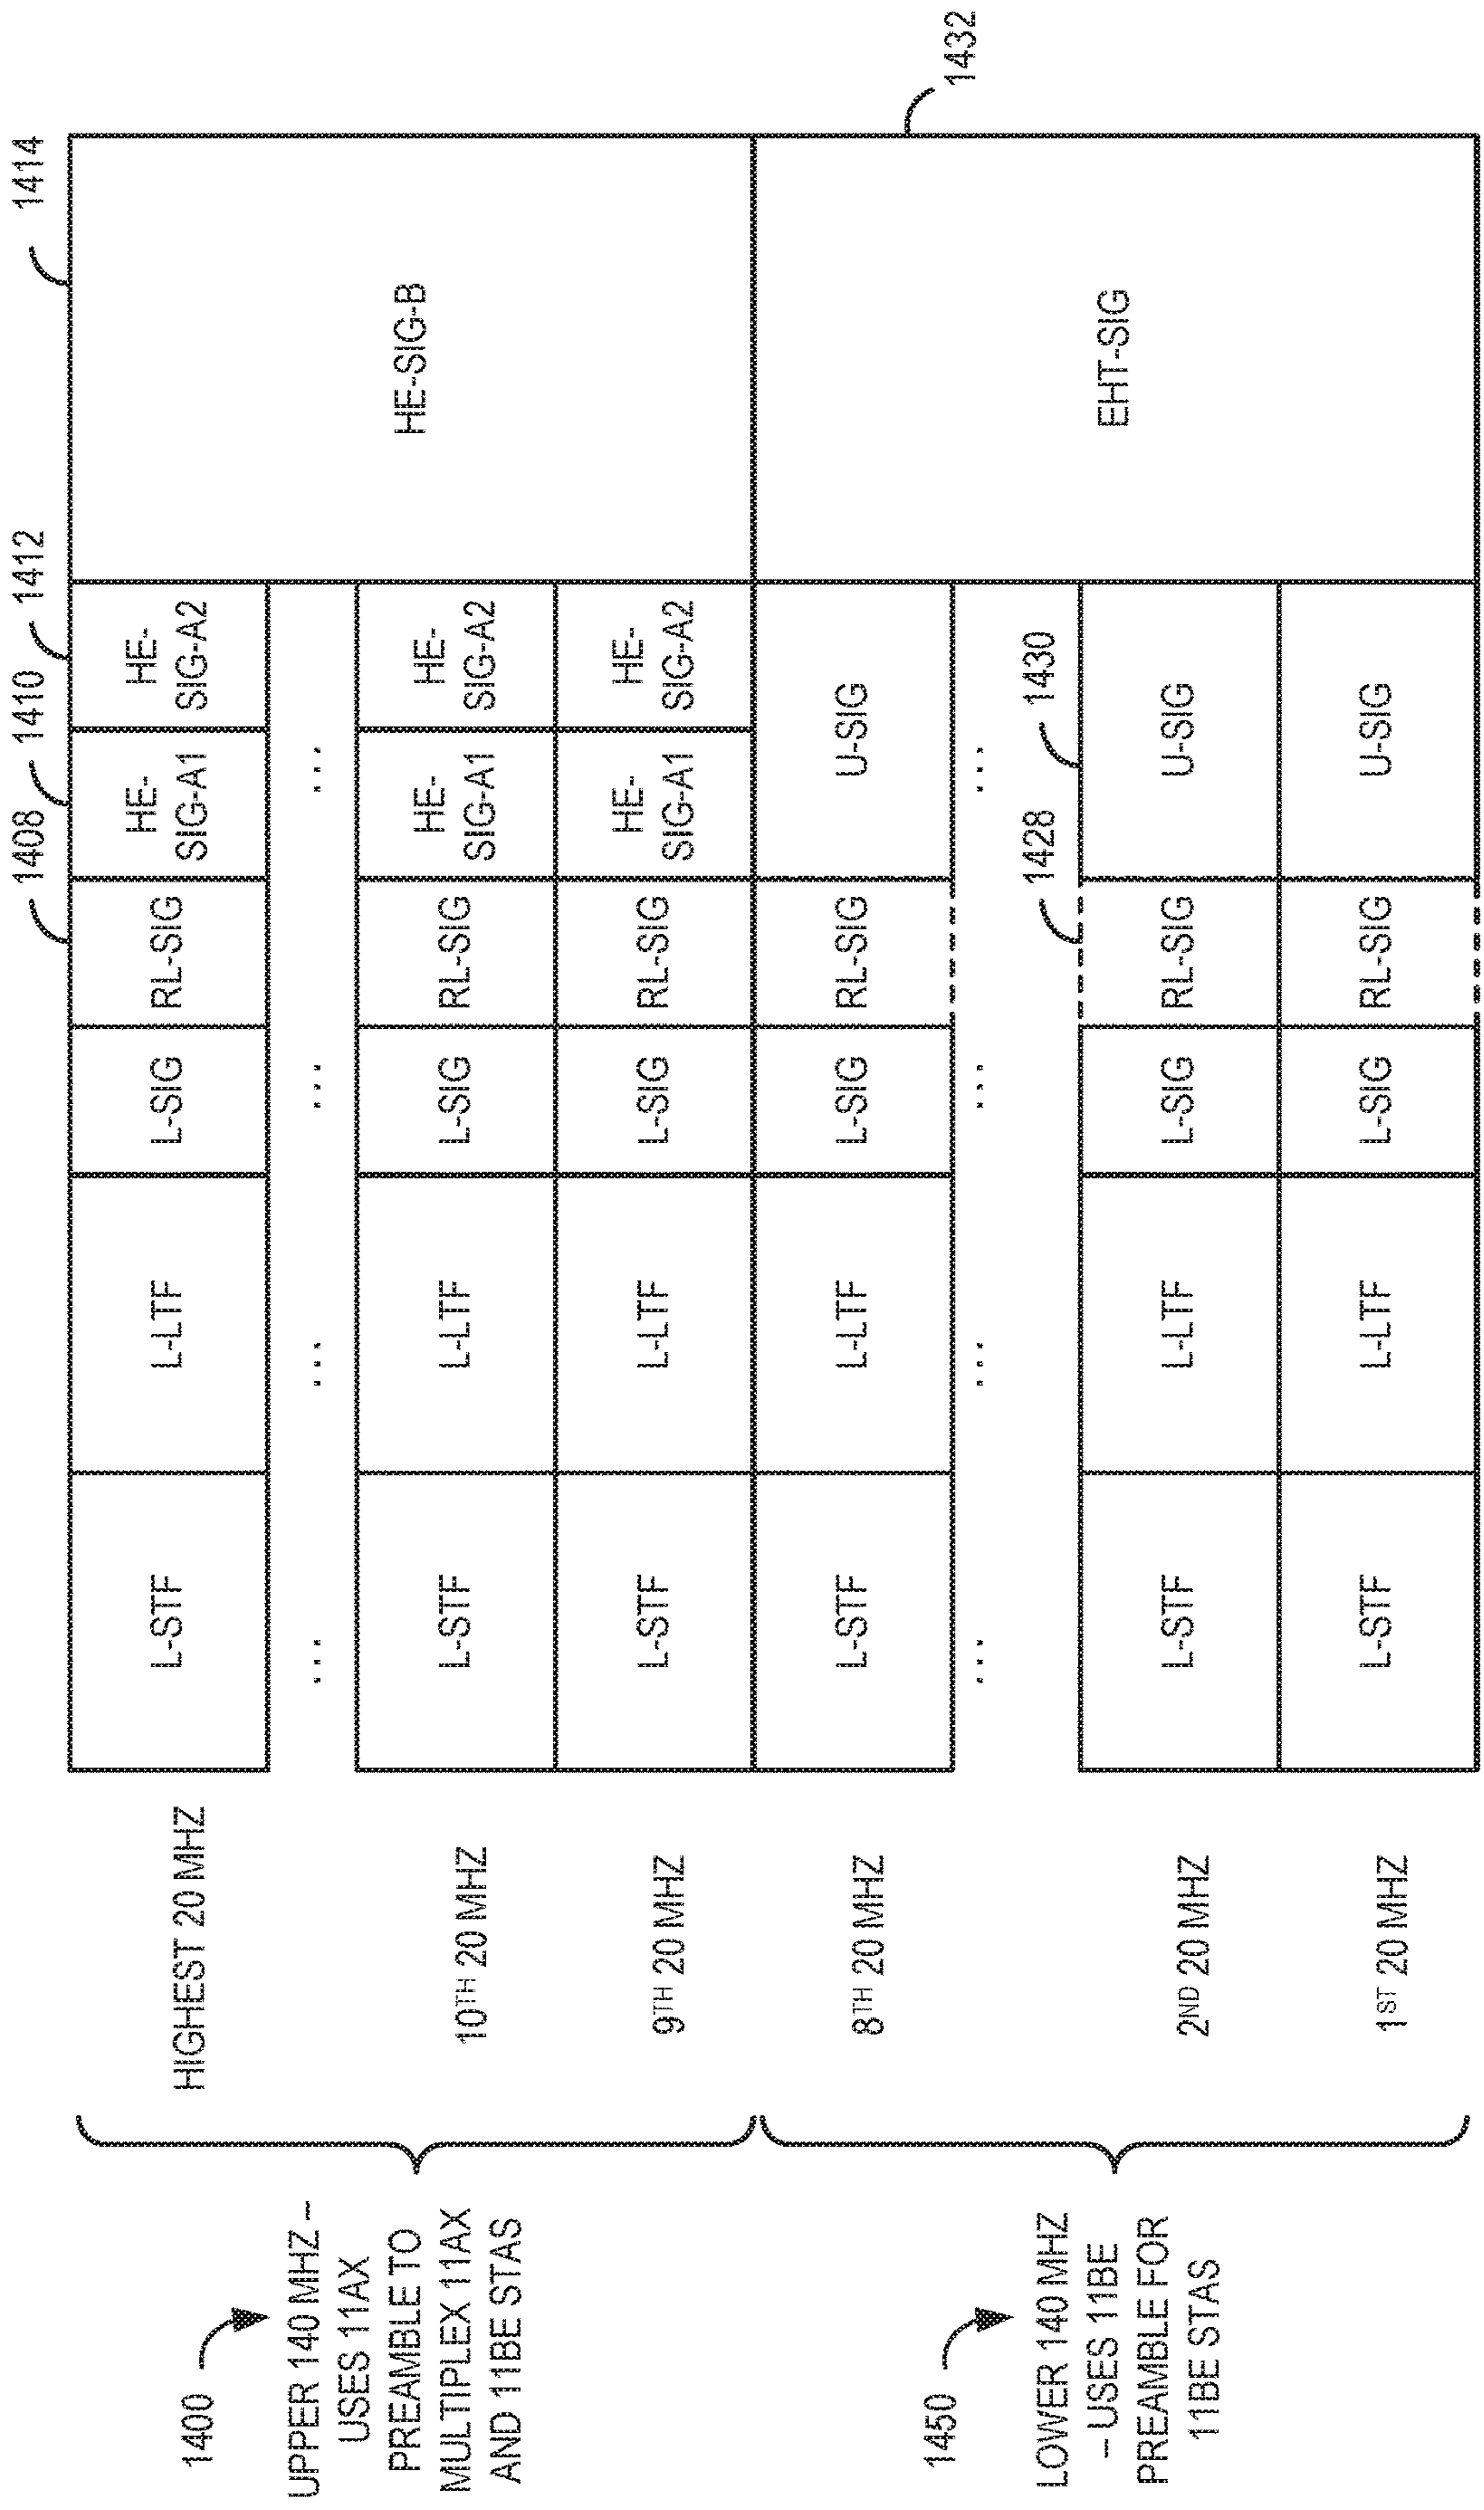 1408
1410
1412
1414
1400
UPPER 140 MHZ –
USES 11AX
PREAMBLE TO
MULTIPLEX 11AX
AND 11BE STAS
HIGHEST 20 MHZ
L-STF
L-LTF
L-SIG
RL-SIG
HE-
SIG-A1
HE-
SIG-A2
...
...
...
...
10TH 20 MHZ
L-STF
L-LTF
L-SIG
RL-SIG
HE-
SIG-A1
HE-
SIG-A2
9TH 20 MHZ
L-STF
L-LTF
L-SIG
RL-SIG
HE-
SIG-A1
HE-
SIG-A2
HE-SIG-B
1450
LOWER 140 MHZ
– USES 11BE
PREAMBLE FOR
11BE STAS
8TH 20 MHZ
L-STF
L-LTF
L-SIG
RL-SIG
U-SIG
...
...
...
...
1432
1428
1430
2ND 20 MHZ
L-STF
L-LTF
L-SIG
RL-SIG
U-SIG
1ST 20 MHZ
L-STF
L-LTF
L-SIG
RL-SIG
U-SIG
EHT-SIG